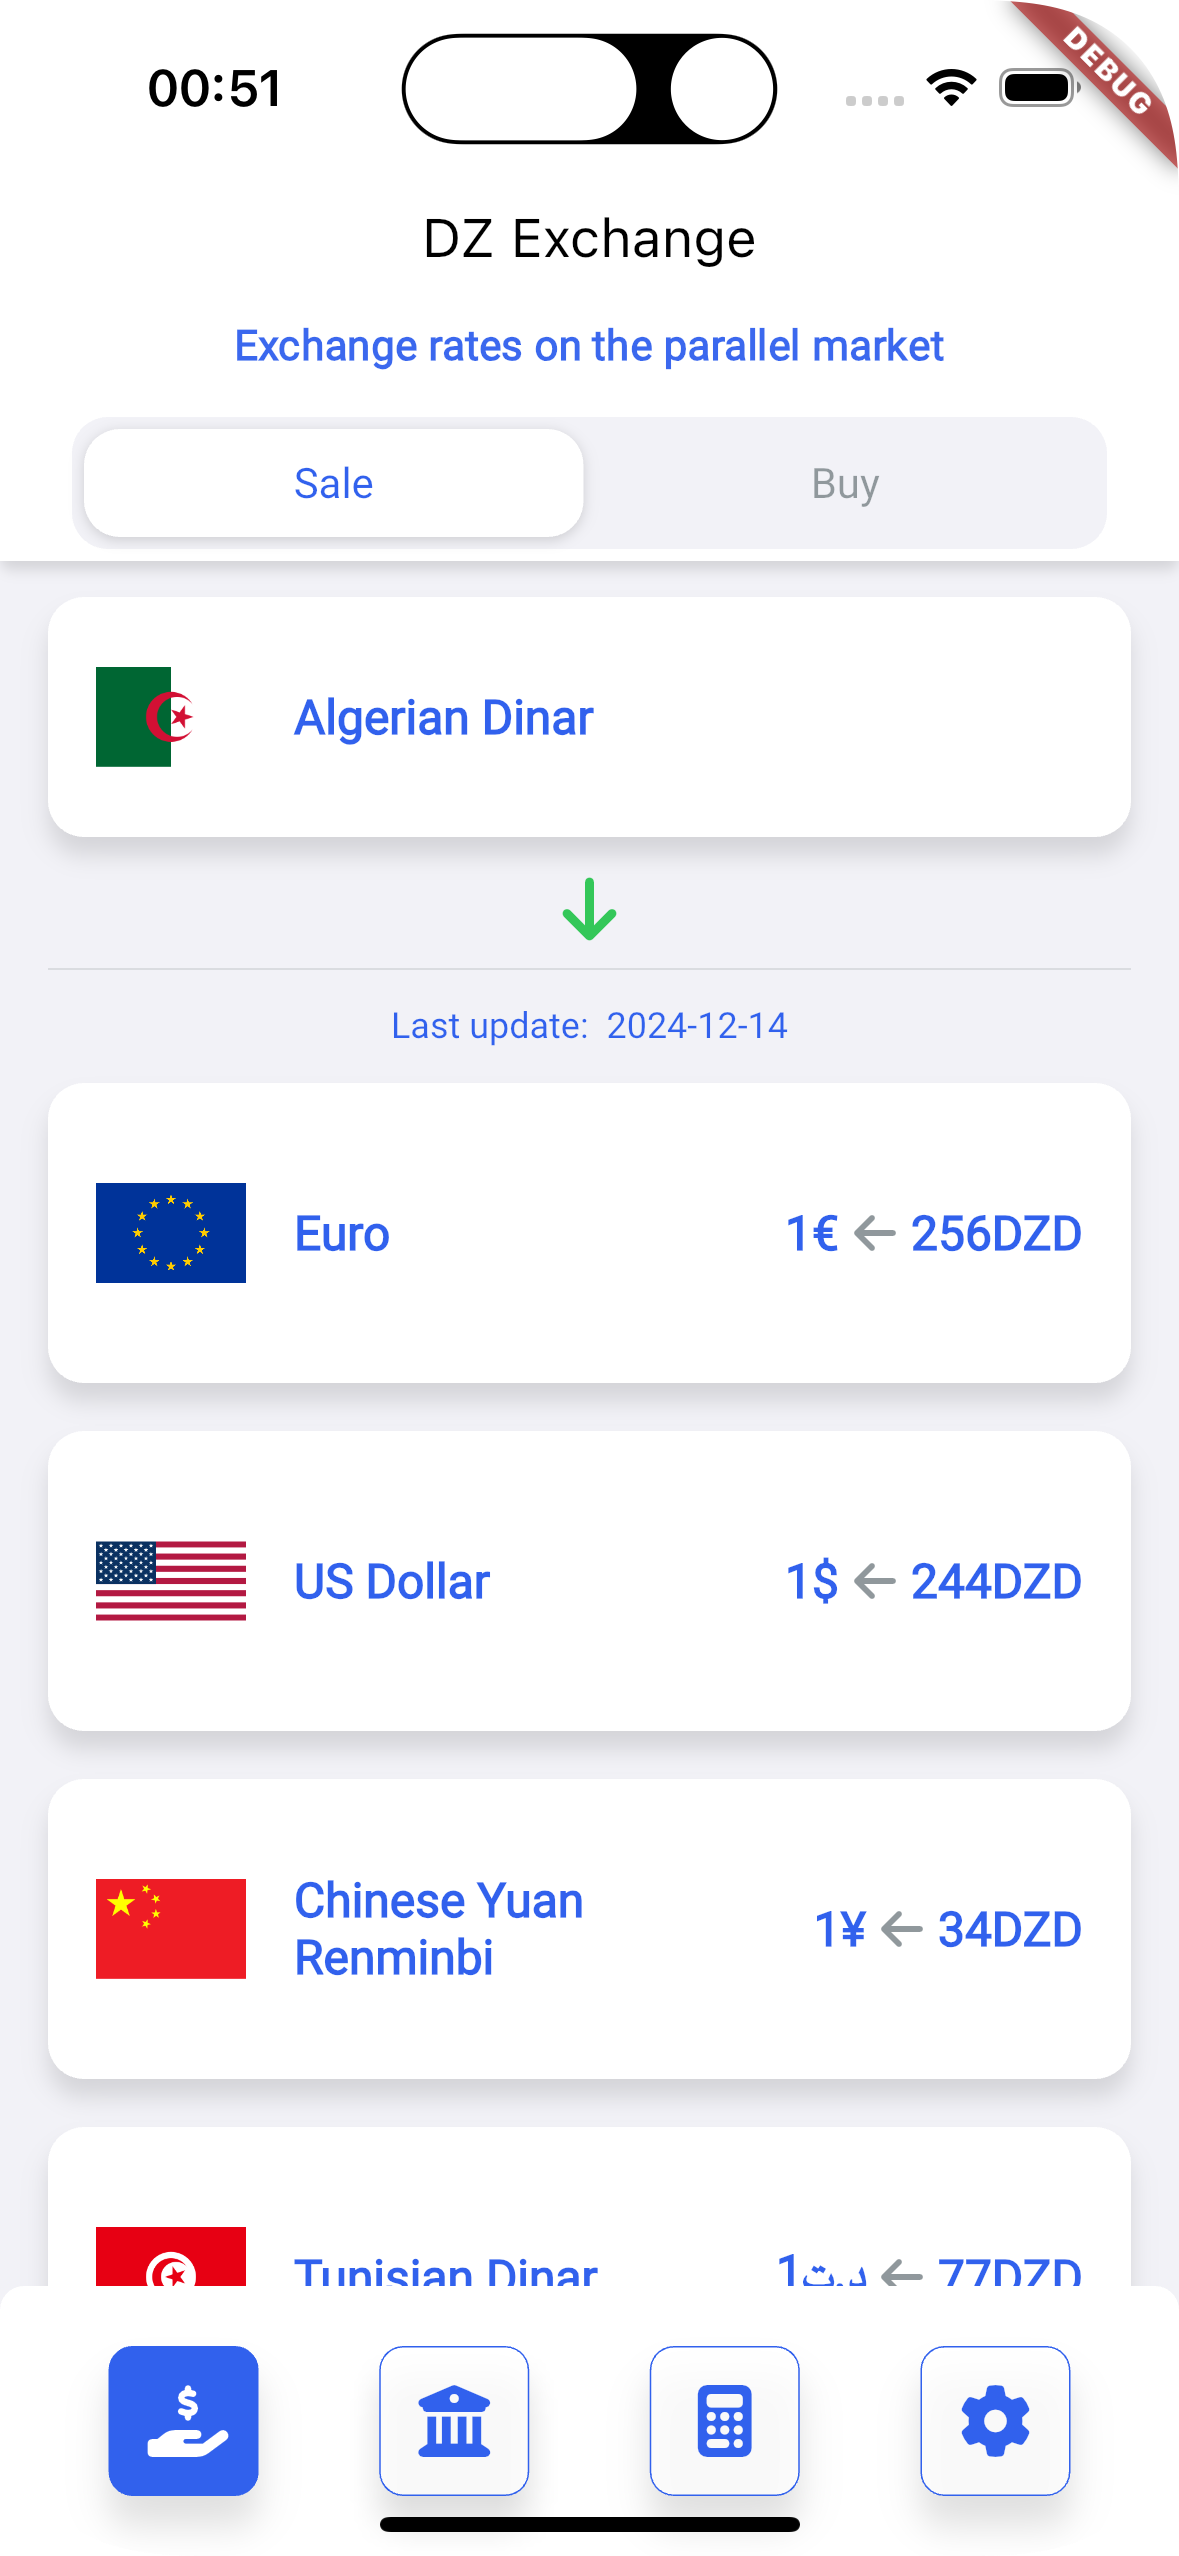 00:51
DEBUG
DZ Exchange
Exchange rates on the parallel market
Sale
Buy
Algerian Dinar
Last update: 2024-12-14
Euro
1€ ← 256DZD
US Dollar
1$ ← 244DZD
Chinese Yuan
Renminbi
1¥ ← 34DZD
Tunisian Dinar
1د.ت ← 77DZD
$